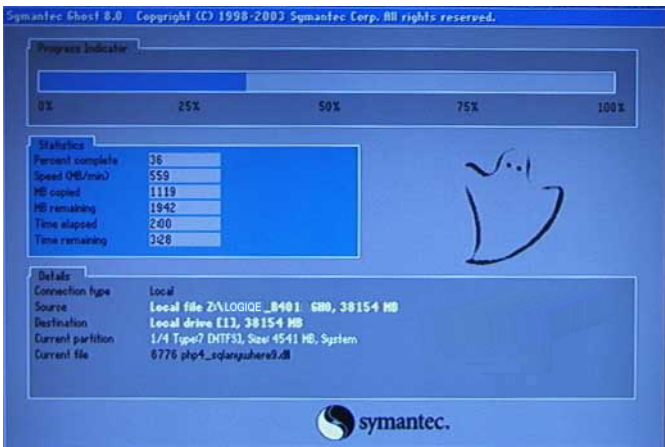 Symantec Ghost 8.0 Copyright (C) 1998-2003 Symantec Corp. All rights reserved.
Progress Indicator
0% 25% 50% 75% 100%
Statistics
Percent complete 36
Speed (MB/min) 559
MB copied 1119
MB remaining 1942
Time elapsed 2:00
Time remaining 3:28
Details
Connection type Local
Source Local file Z:\LOGIQE_B401 GHO, 38154 MB
Destination Local drive [1], 38154 MB
Current partition 1/4 Type:7 [NTFS], Size: 4541 MB, System
Current file 6776 php4_sqlanywhere9.dll
symantec.